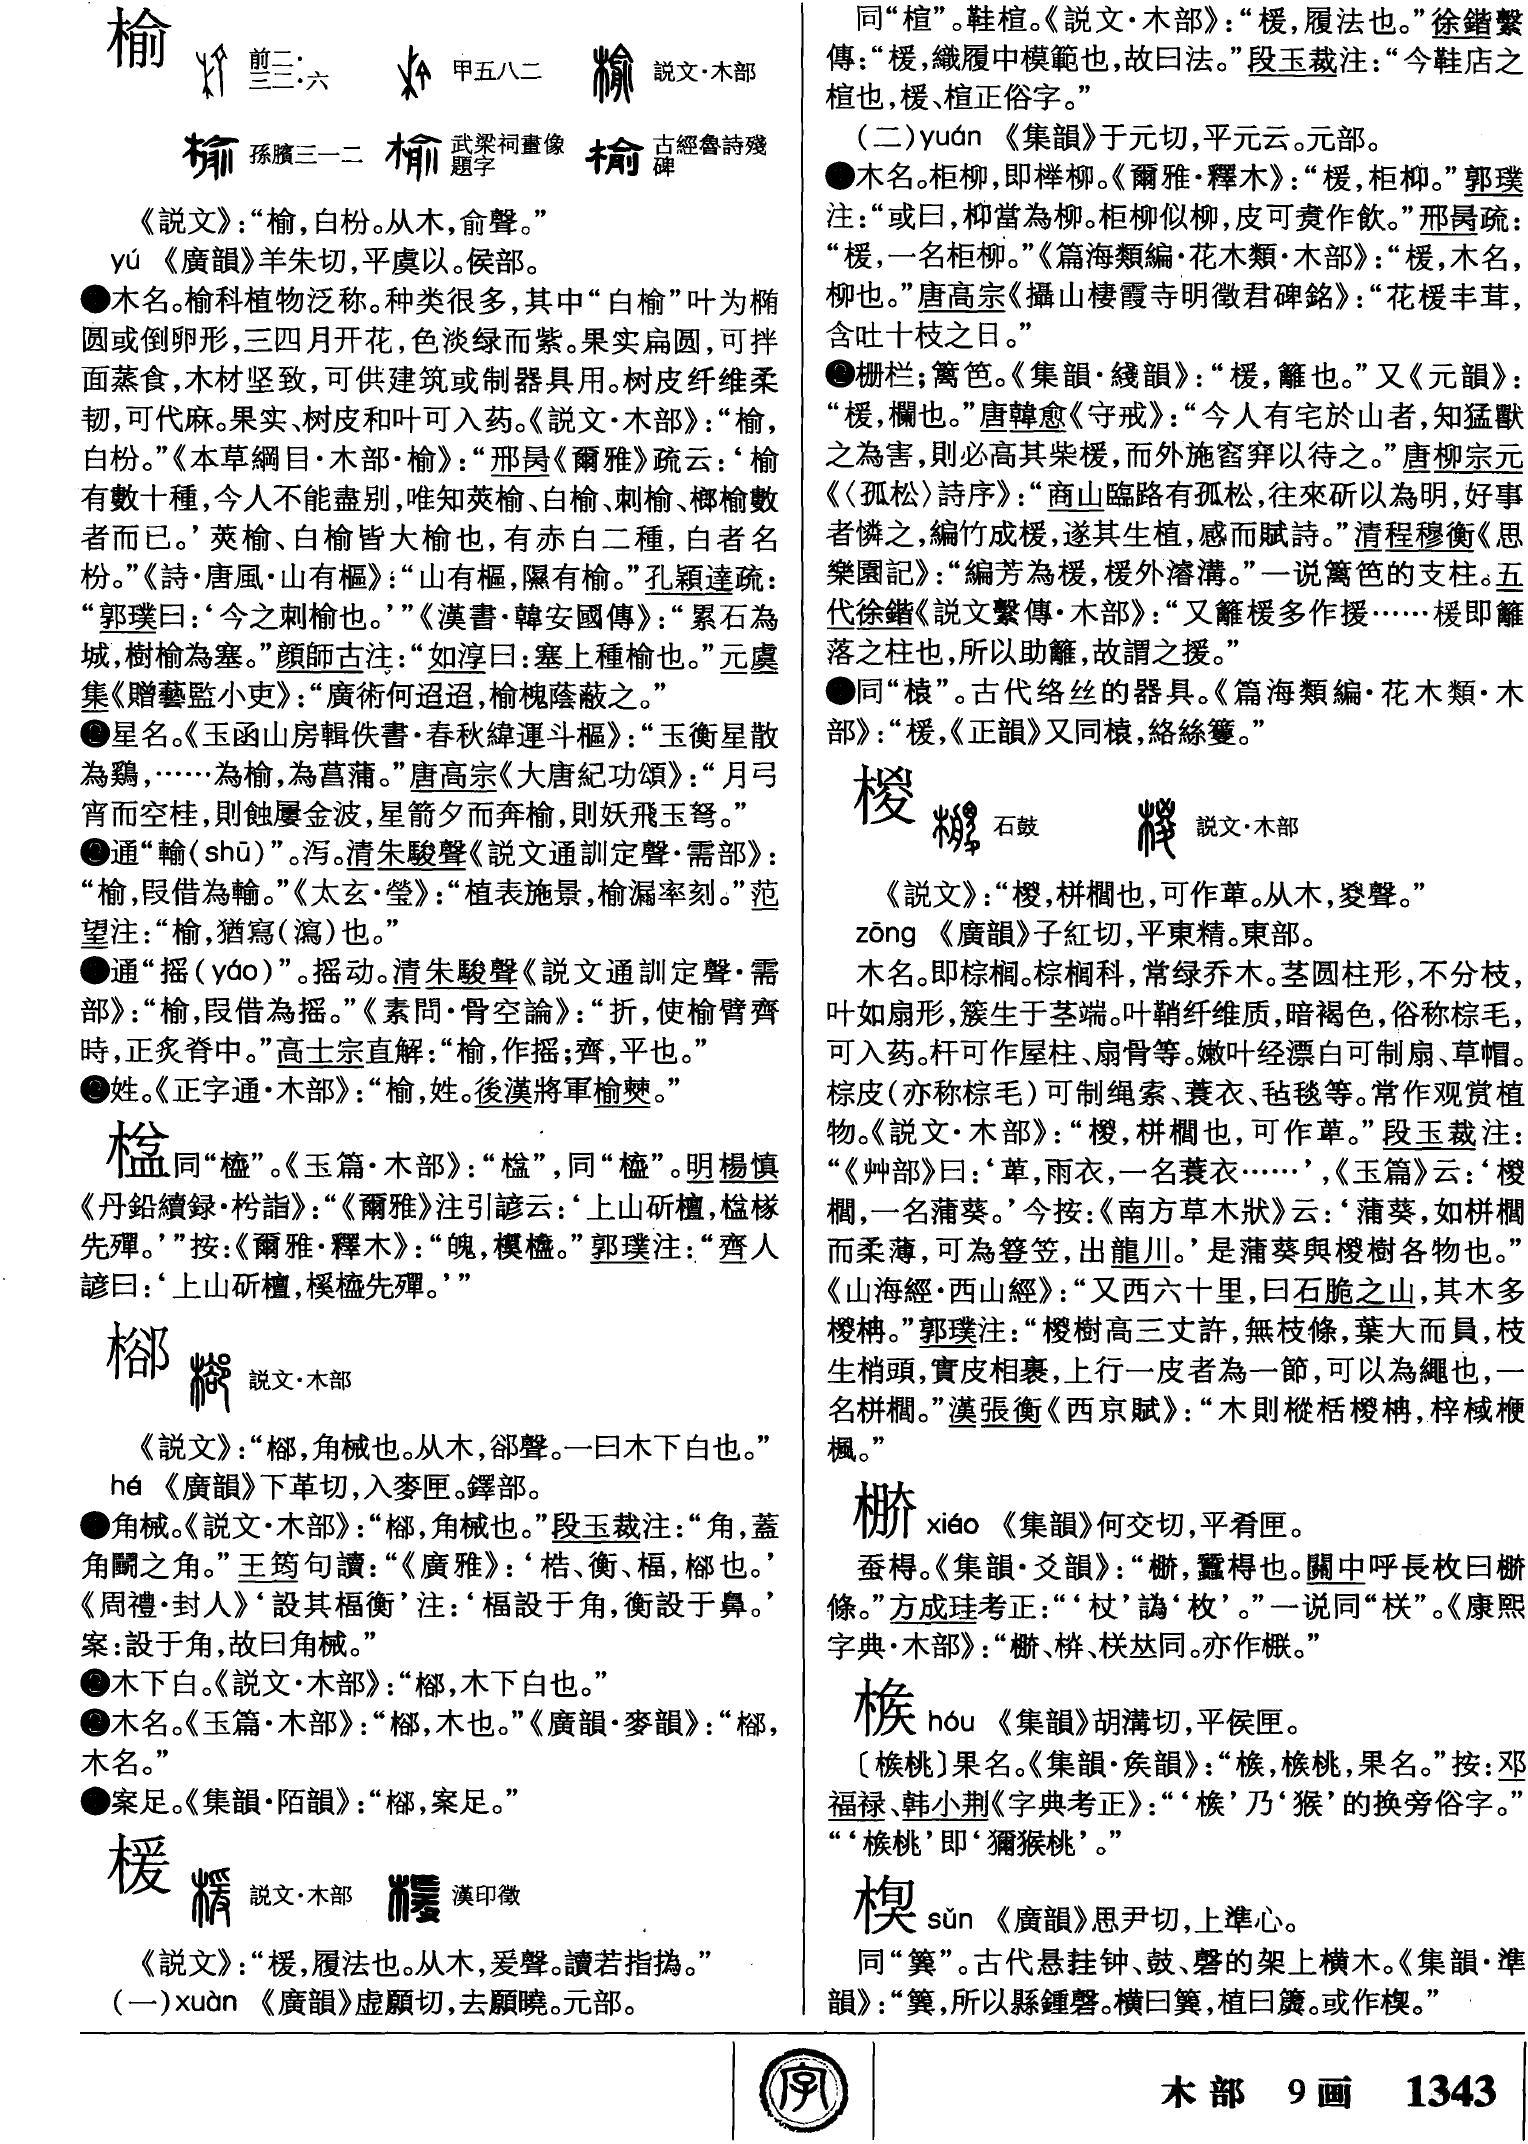 榆
前二·三二·六
甲五八二
説文·木部
孫臏三一二
武梁祠畫像題字
古經魯詩殘碑
《説文》：“榆，白枌。从木，俞聲。”
yú 《廣韻》羊朱切，平虞以。侯部。
❶木名。榆科植物泛称。种类很多，其中“白榆”叶为椭
圆或倒卵形，三四月开花，色淡绿而紫。果实扁圆，可拌
面蒸食，木材坚致，可供建筑或制器具用。树皮纤维柔
韧，可代麻。果实、树皮和叶可入药。《説文·木部》：“榆，
白枌。”《本草綱目·木部·榆》：“邢昺《爾雅》疏云：‘榆
有數十種，今人不能盡别，唯知莢榆、白榆、刺榆、榔榆數
者而已。’莢榆、白榆皆大榆也，有赤白二種，白者名
枌。”《詩·唐風·山有樞》：“山有樞，隰有榆。”孔穎達疏：
“郭璞曰：‘今之刺榆也。’”《漢書·韓安國傳》：“累石為
城，樹榆為塞。”顔師古注：“如淳曰：塞上種榆也。”元虞
集《贈藝監小吏》：“廣術何迢迢，榆槐蔭蔽之。”
❷星名。《玉函山房輯佚書·春秋緯運斗樞》：“玉衡星散
為鷄，……為榆，為菖蒲。”唐高宗《大唐紀功頌》：“月弓
宵而空桂，則蝕屢金波，星箭夕而奔榆，則妖飛玉弩。”
通“輸(shū)”。泻。清朱駿聲《説文通訓定聲·需部》：
“榆，叚借為輸。”《太玄·瑩》：“植表施景，榆漏率刻。”范
望注：“榆，猶寫(瀉)也。”
通“摇(yáo)”。摇动。清朱駿聲《説文通訓定聲·需
部》：“榆，叚借為摇。”《素問·骨空論》：“折，使榆臂齊
時，正炙脊中。”高士宗直解：“榆，作摇；齊，平也。”
姓。《正字通·木部》：“榆，姓。後漢將軍榆棘。”
㮆同“榼”。《玉篇·木部》：“㮆”，同“榼”。明楊慎
《丹鉛續録·枍詣》：“《爾雅》注引諺云：‘上山斫檀，㮆㯌
先殫。’”按：《爾雅·釋木》：“魄，榽㮆。”郭璞注：“齊人
諺曰：‘上山斫檀，榽榼先殫。’”
㮝
説文·木部
《説文》：“㮝，角械也。从木，郤聲。一曰木下白也。”
hé 《廣韻》下革切，入麥匣。鐸部。
❶角械。《説文·木部》：“㮝，角械也。”段玉裁注：“角，蓋
角鬭之角。”王筠句讀：“《廣雅》：‘梏、衡、楅，㮝也。’
《周禮·封人》‘設其楅衡’注：‘楅設于角，衡設于鼻。’
案：設于角，故曰角械。”
❷木下白。《説文·木部》：“㮝，木下白也。”
木名。《玉篇·木部》：“㮝，木也。”《廣韻·麥韻》：“㮝，
木名。”
案足。《集韻·陌韻》：“㮝，案足。”
楥
説文·木部
漢印徵
《説文》：“楥，履法也。从木，爰聲。讀若指撝。”
(一)xuàn 《廣韻》虚願切，去願曉。元部。
同“楦”。鞋楦。《説文·木部》：“楥，履法也。”徐鍇繫
傳：“楥，織履中模範也，故曰法。”段玉裁注：“今鞋店之
楦也，楥、楦正俗字。”
(二)yuán 《集韻》于元切，平元云。元部。
❶木名。柜柳，即榉柳。《爾雅·釋木》：“楥，柜桺。”郭璞
注：“或曰，桺當為柳。柜柳似柳，皮可煑作飲。”邢昺疏：
“楥，一名柜柳。”《篇海類編·花木類·木部》：“楥，木名，
柳也。”唐高宗《攝山棲霞寺明徵君碑銘》：“花楥丰茸，
含吐十枝之日。”
❷栅栏；篱笆。《集韻·綫韻》：“楥，籬也。”又《元韻》：
“楥，欄也。”唐韓愈《守戒》：“今人有宅於山者，知猛獸
之為害，則必高其柴楥，而外施窞穽以待之。”唐柳宗元
《〈孤松〉詩序》：“商山臨路有孤松，往來斫以為明，好事
者憐之，編竹成楥，遂其生植，感而賦詩。”清程穆衡《思
樂園記》：“編芳為楥，楥外濬溝。”一说篱笆的支柱。五
代徐鍇《説文繫傳·木部》：“又籬楥多作援……楥即籬
落之柱也，所以助籬，故謂之援。”
同“榬”。古代络丝的器具。《篇海類編·花木類·木
部》：“楥，《正韻》又同榬，絡絲籰。”
椶
石鼓
説文·木部
《説文》：“椶，栟櫚也，可作萆。从木，㚇聲。”
zōng 《廣韻》子紅切，平東精。東部。
木名。即棕榈。棕榈科，常绿乔木。茎圆柱形，不分枝，
叶如扇形，簇生于茎端。叶鞘纤维质，暗褐色，俗称棕毛，
可入药。杆可作屋柱、扇骨等。嫩叶经漂白可制扇、草帽。
棕皮(亦称棕毛)可制绳索、蓑衣、毡毯等。常作观赏植
物。《説文·木部》：“椶，栟櫚也，可作萆。”段玉裁注：
“《艸部》曰：‘萆，雨衣，一名蓑衣……’，《玉篇》云：‘椶
櫚，一名蒲葵。’今按：《南方草木狀》云：‘蒲葵，如栟櫚
而柔薄，可為簦笠，出龍川。’是蒲葵與椶樹各物也。”
《山海經·西山經》：“又西六十里，曰石脆之山，其木多
椶枏。”郭璞注：“椶樹高三丈許，無枝條，葉大而員，枝
生梢頭，實皮相裹，上行一皮者為一節，可以為繩也，一
名栟櫚。”漢張衡《西京賦》：“木則樅栝椶枏，梓棫楩
楓。”
xiáo 《集韻》何交切，平肴匣。
蚕㭂。《集韻·爻韻》：“，蠶㭂也。關中呼長枚曰
條。”方成珪考正：“‘杖’譌‘枚’。”一说同“栚”。《康熙
字典·木部》：“、栚𠀤同。亦作。”
㮢
hóu 《集韻》胡溝切，平侯匣。
〔㮢桃〕果名。《集韻·矦韻》：“㮢，㮢桃，果名。”按：邓
福禄、韩小荆《字典考正》：“‘㮢’乃‘猴’的换旁俗字。”
“‘㮢桃’即‘獼猴桃’。”
sǔn 《廣韻》思尹切，上準心。
同“簨”。古代悬挂钟、鼓、磬的架上横木。《集韻·準
韻》：“簨，所以縣鍾磬。横曰簨，植曰簴。或作。”
字
木部 9画 1343